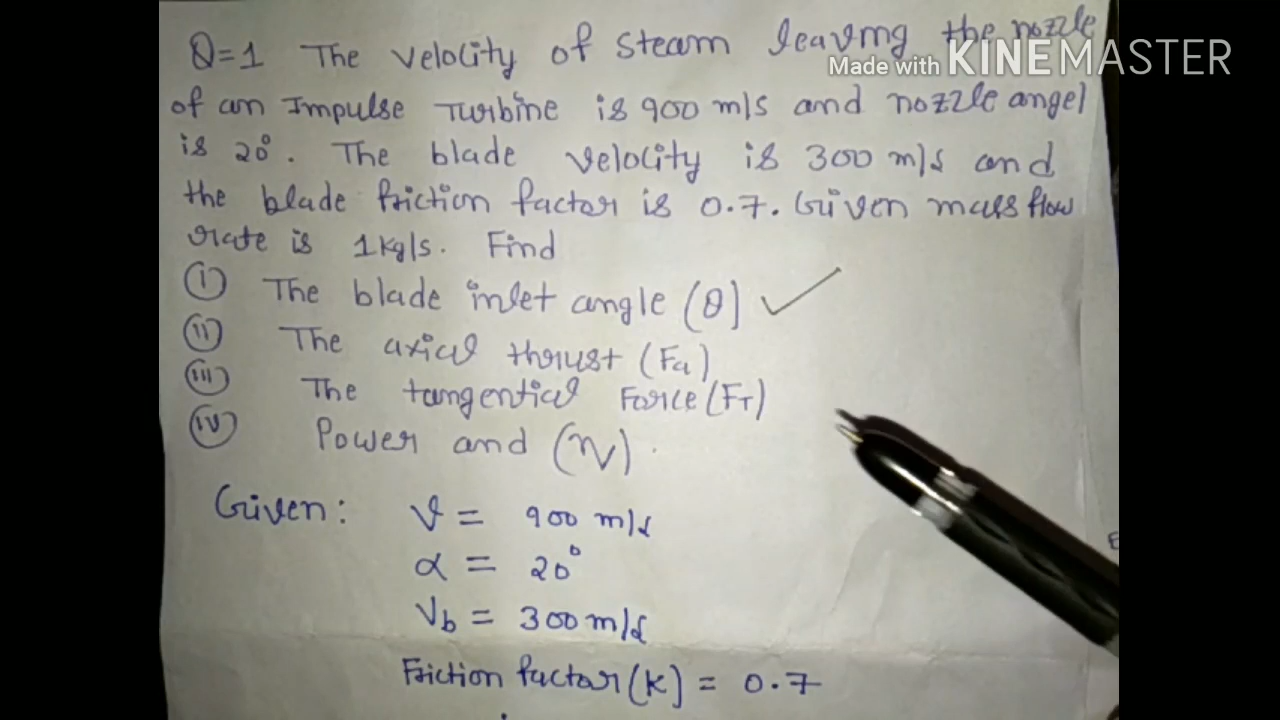 Q=1 The velocity of steam leaving the nozzle
Made with KINEMASTER
of an Impulse Turbine is 900 m/s and nozzle angel
is 20°. The blade velocity is 300 m/s and
the blade friction factor is 0.7. Given mass flow
rate is 1 kg/s. Find
(i) The blade inlet angle (θ) ✓
(ii) The axial thrust (Fa)
(iii) The tangential Force (FT)
(iv) Power and (η).
Given: V = 900 m/s
α = 20°
Vb = 300 m/s
Friction factor (K) = 0.7